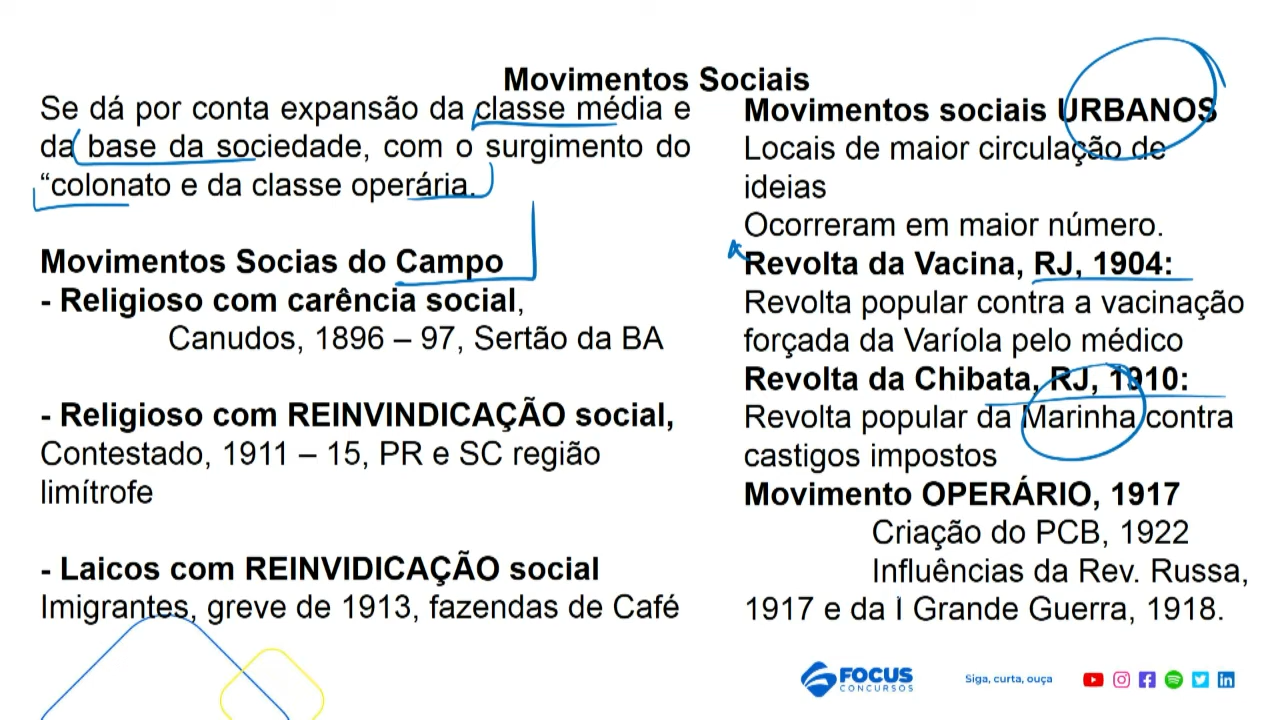 Movimentos Sociais
Se dá por conta expansão da classe média e
da base da sociedade, com o surgimento do
“colonato e da classe operária.
Movimentos Socias do Campo
- Religioso com carência social,
Canudos, 1896 – 97, Sertão da BA
- Religioso com REINVINDICAÇÃO social,
Contestado, 1911 – 15, PR e SC região
limítrofe
- Laicos com REINVIDICAÇÃO social
Imigrantes, greve de 1913, fazendas de Café
Movimentos sociais URBANOS
Locais de maior circulação de
ideias
Ocorreram em maior número.
Revolta da Vacina, RJ, 1904:
Revolta popular contra a vacinação
forçada da Varíola pelo médico
Revolta da Chibata, RJ, 1910:
Revolta popular da Marinha contra
castigos impostos
Movimento OPERÁRIO, 1917
Criação do PCB, 1922
Influências da Rev. Russa,
1917 e da I Grande Guerra, 1918.
FOCUS
CONCURSOS
Siga, curta, ouça